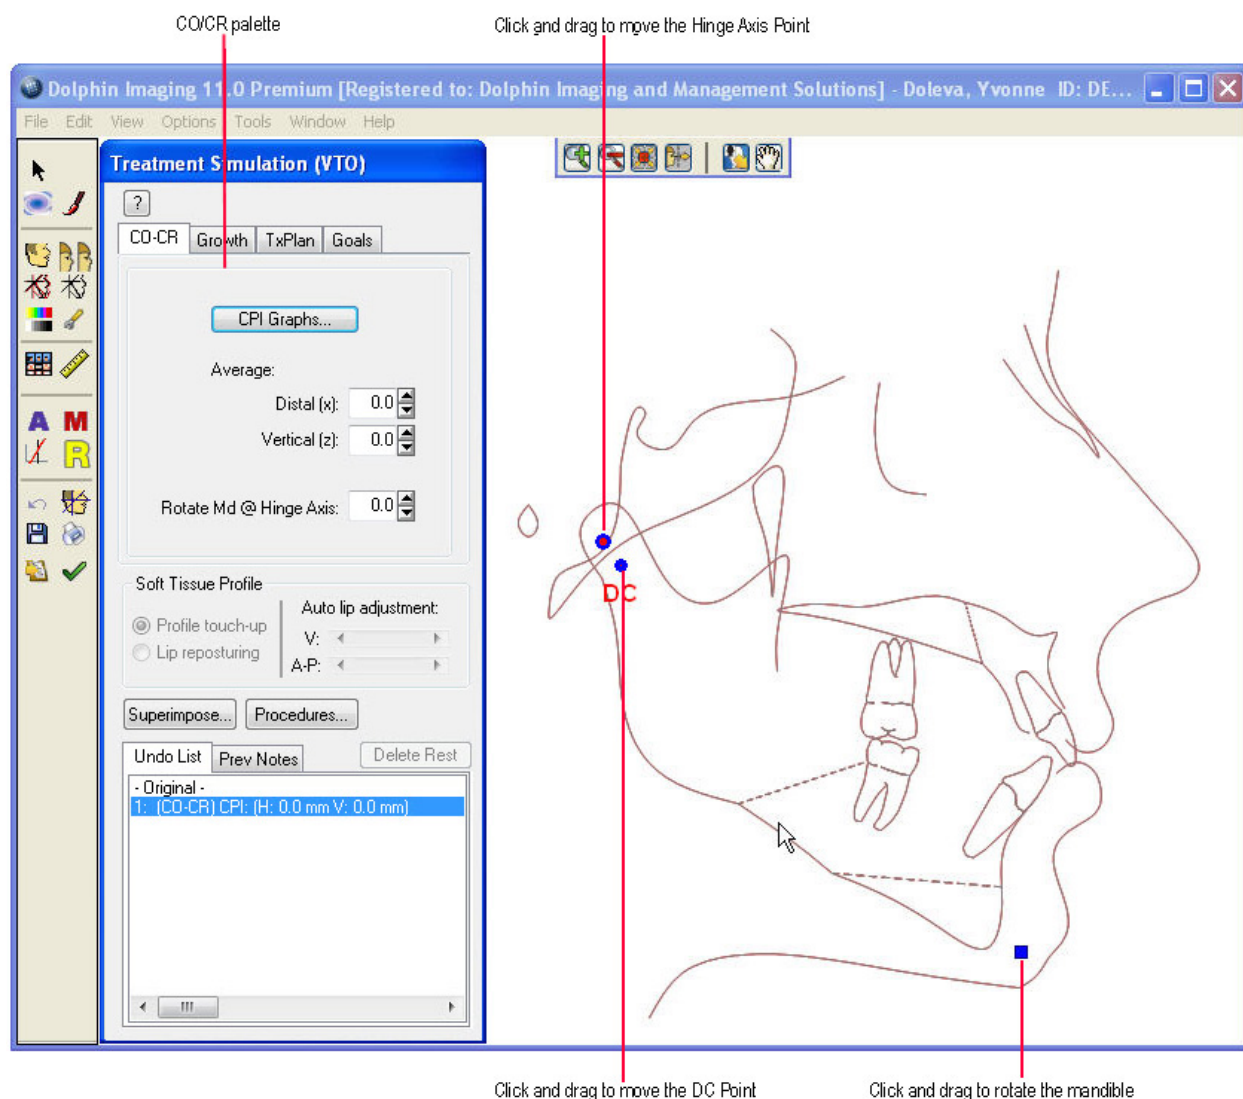 CO/CR palette
Click and drag to move the Hinge Axis Point
Dolphin Imaging 11.0 Premium [Registered to: Dolphin Imaging and Management Solutions] - Doleva, Yvonne ID: DE...
File Edit View Options Tools Window Help
Treatment Simulation (VTO)
?
CO-CR Growth TxPlan Goals
CPI Graphs...
Average:
Distal (x): 0.0
Vertical (z): 0.0
Rotate Md @ Hinge Axis: 0.0
DC
Soft Tissue Profile
Profile touch-up
Lip reposturing
Auto lip adjustment:
V:
A-P:
Superimpose... Procedures...
Undo List Prev Notes Delete Rest
- Original -
1: (CO-CR) CPI: (H: 0.0 mm V: 0.0 mm)
A M
R
Click and drag to move the DC Point
Click and drag to rotate the mandible